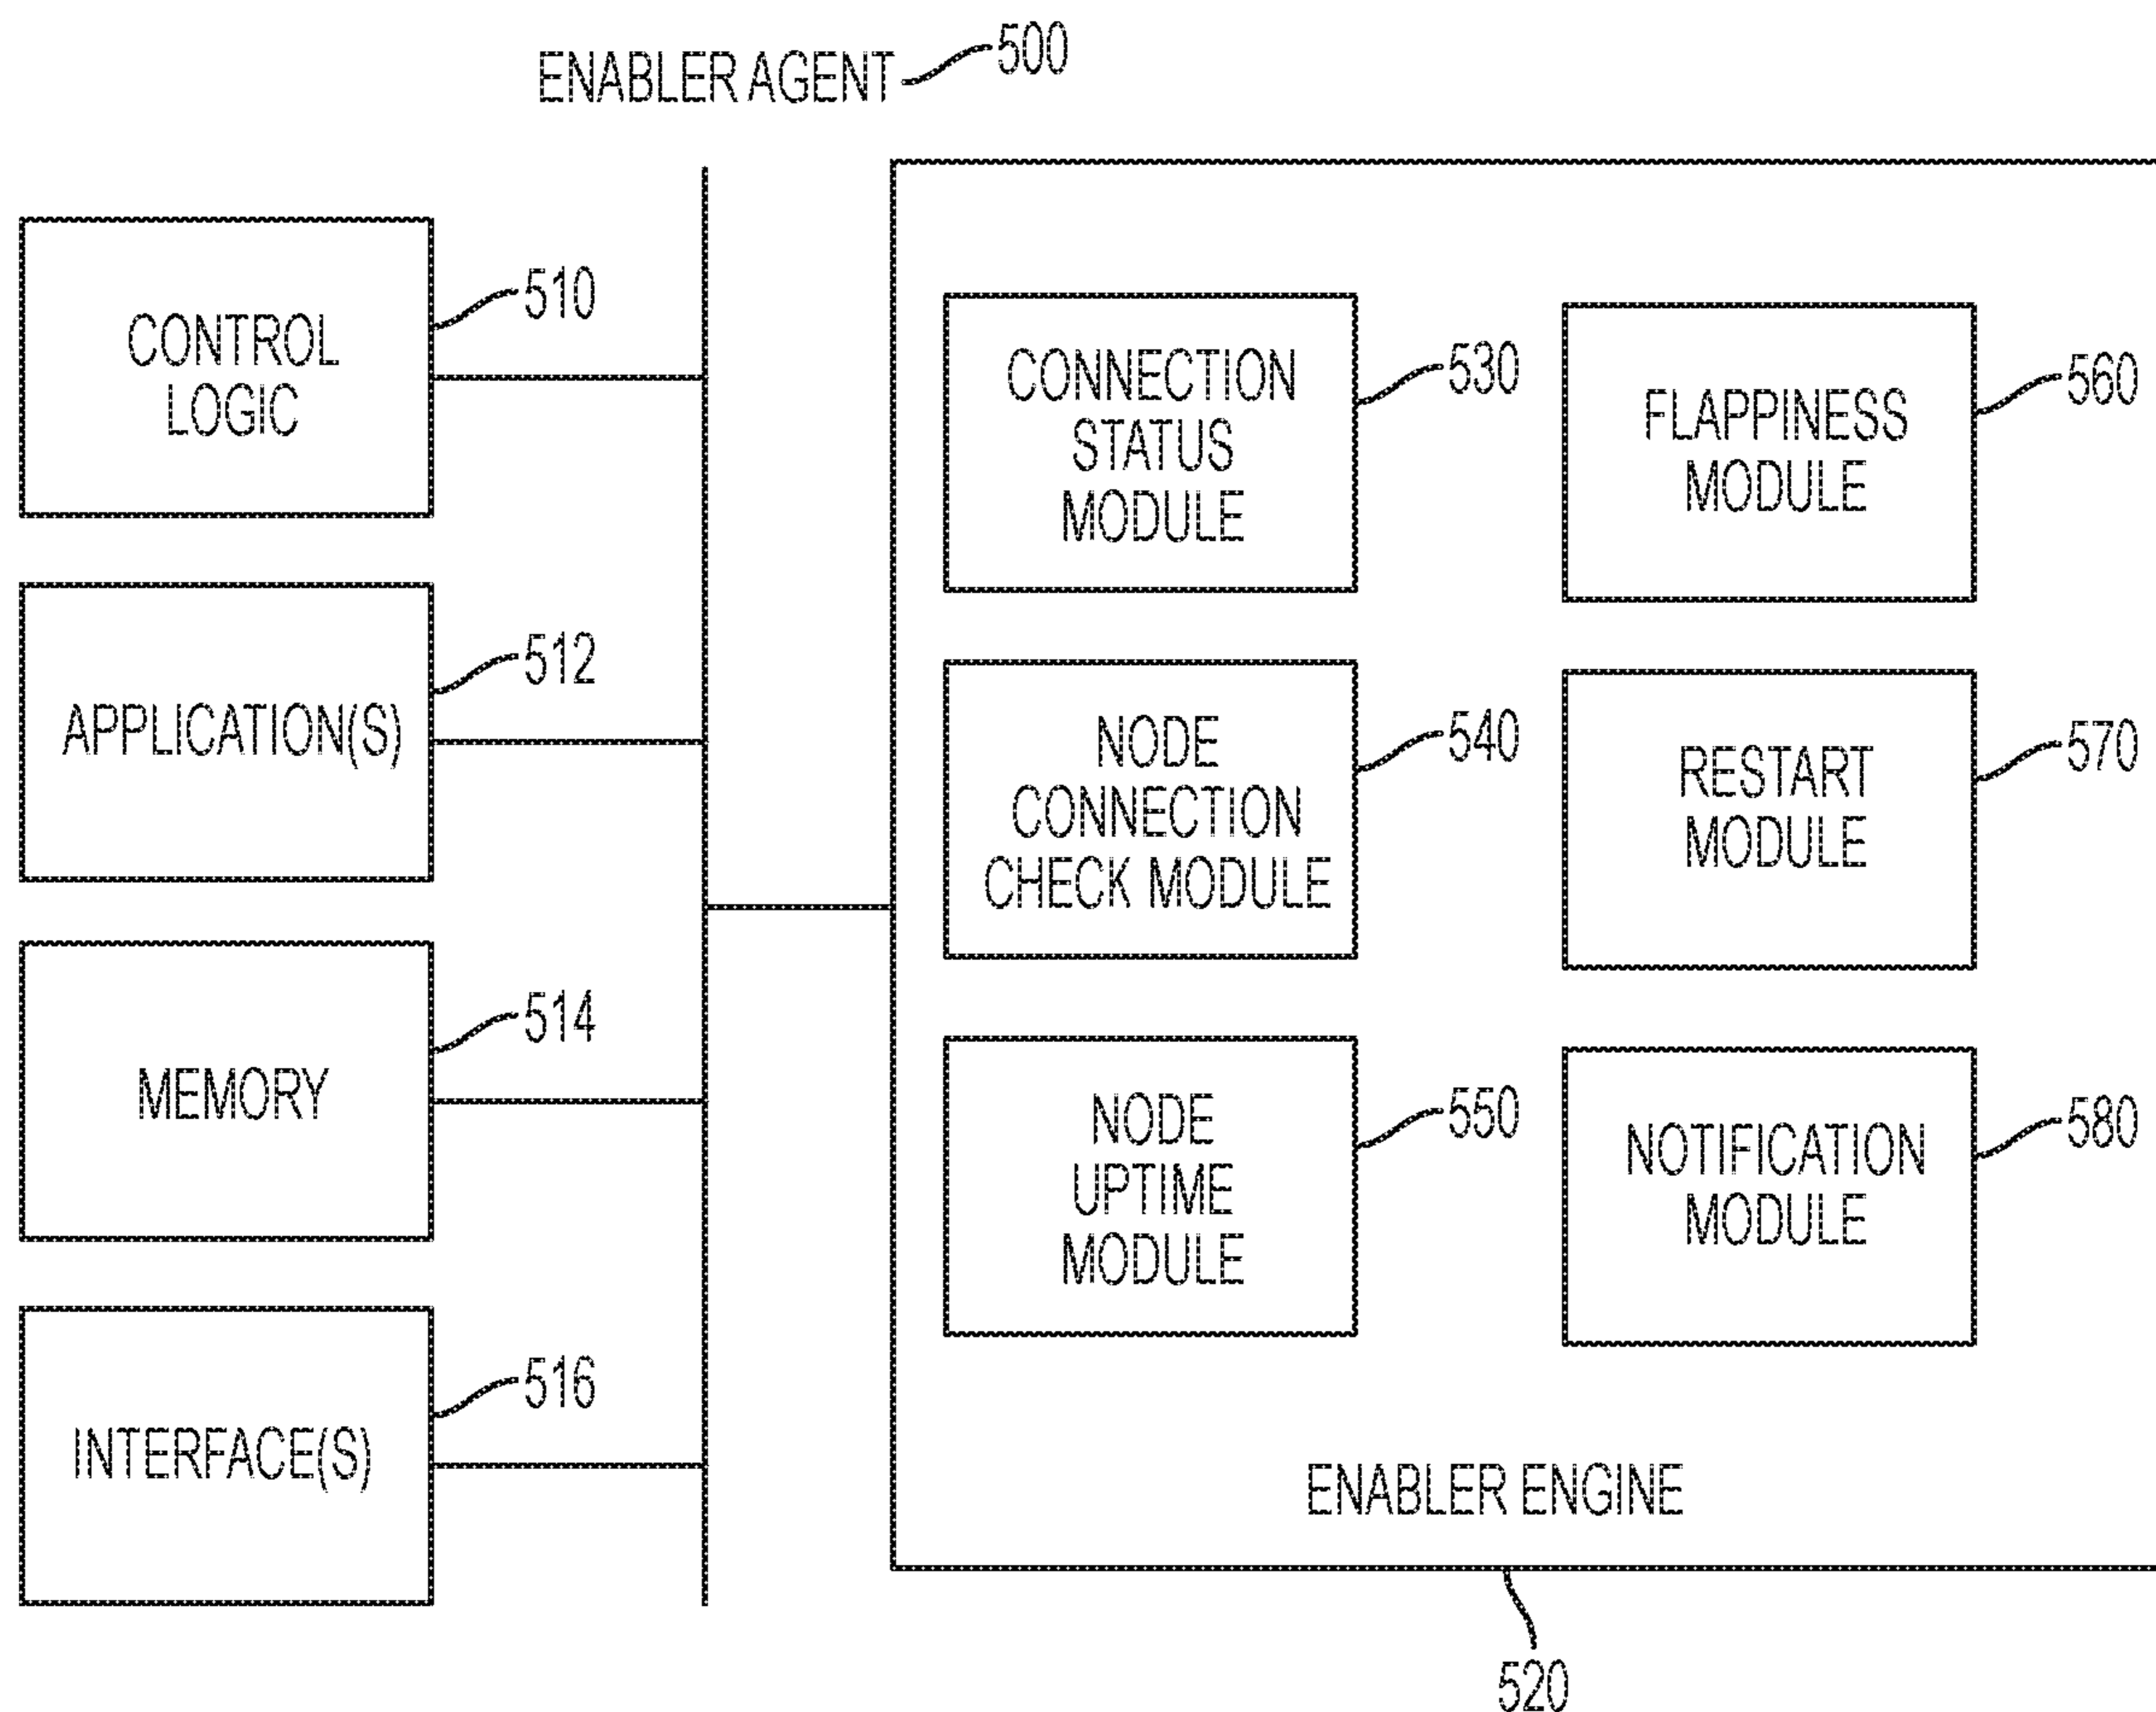 ENABLER AGENT 500
CONTROL
LOGIC
510
APPLICATION(S)
512
MEMORY
514
INTERFACE(S)
516
CONNECTION
STATUS
MODULE
530
NODE
CONNECTION
CHECK MODULE
540
NODE
UPTIME
MODULE
550
FLAPPINESS
MODULE
560
RESTART
MODULE
570
NOTIFICATION
MODULE
580
ENABLER ENGINE
520